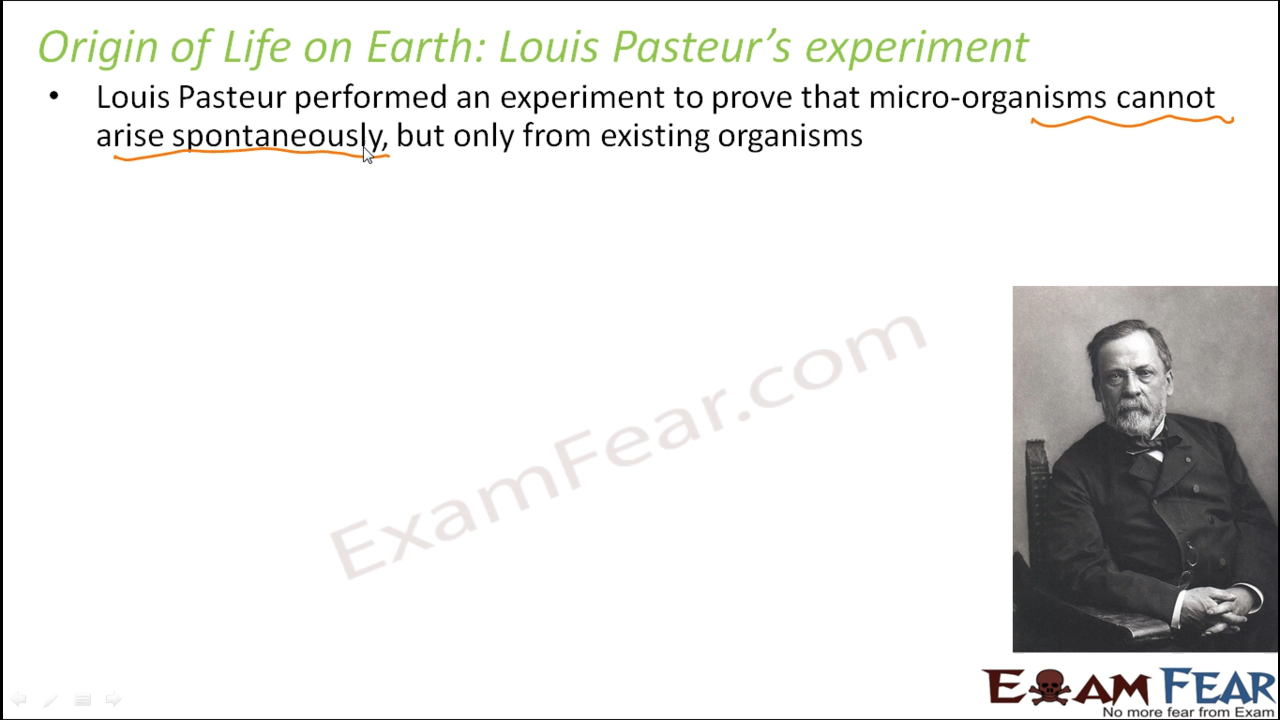 Origin of Life on Earth: Louis Pasteur's experiment
• Louis Pasteur performed an experiment to prove that micro-organisms cannot
arise spontaneously, but only from existing organisms
ExamFear.com
EXAM FEAR
No more fear from Exam